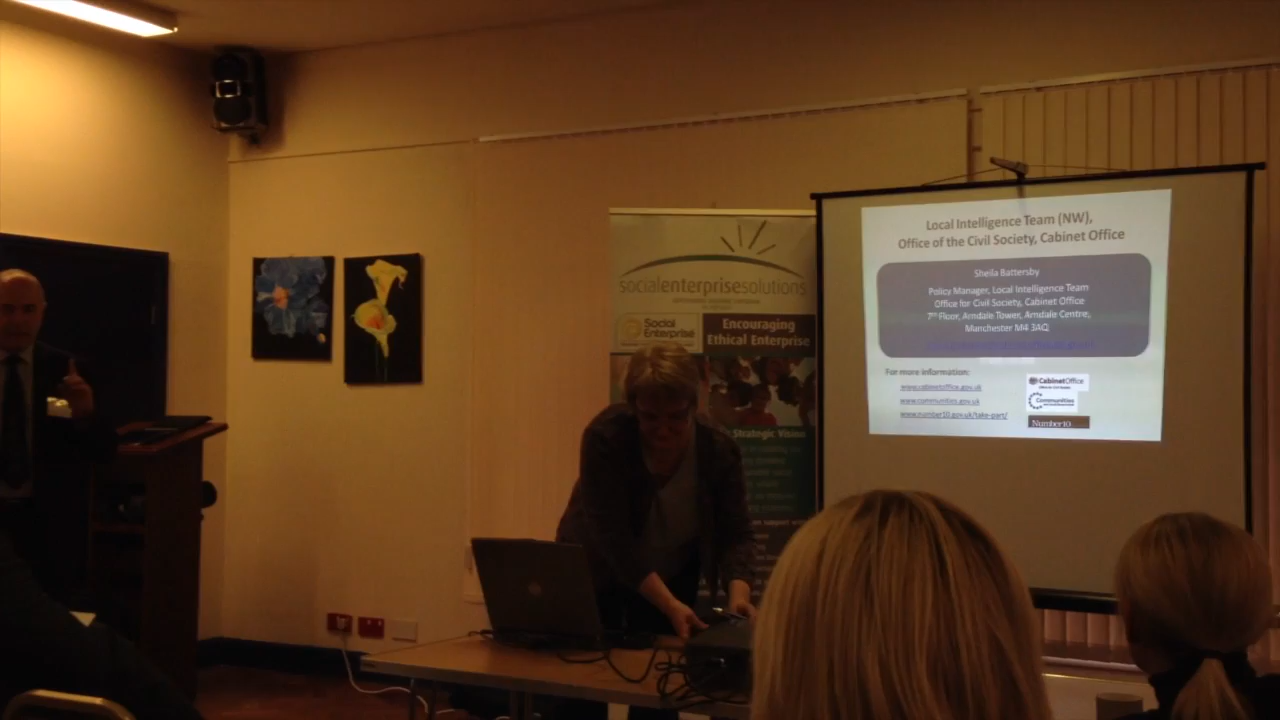 socialenterprisesolutions
Social
Enterprise
Encouraging
Ethical Enterprise
Strategic Vision
Local Intelligence Team (NW),
Office of the Civil Society, Cabinet Office
Sheila Battersby
Policy Manager, Local Intelligence Team
Office for Civil Society, Cabinet Office
7th Floor, Arndale Tower, Arndale Centre,
Manchester M4 3AQ
For more information:
www.cabinetoffice.gov.uk
www.communities.gov.uk
www.number10.gov.uk/take-part/
CabinetOffice
Communities
Number10